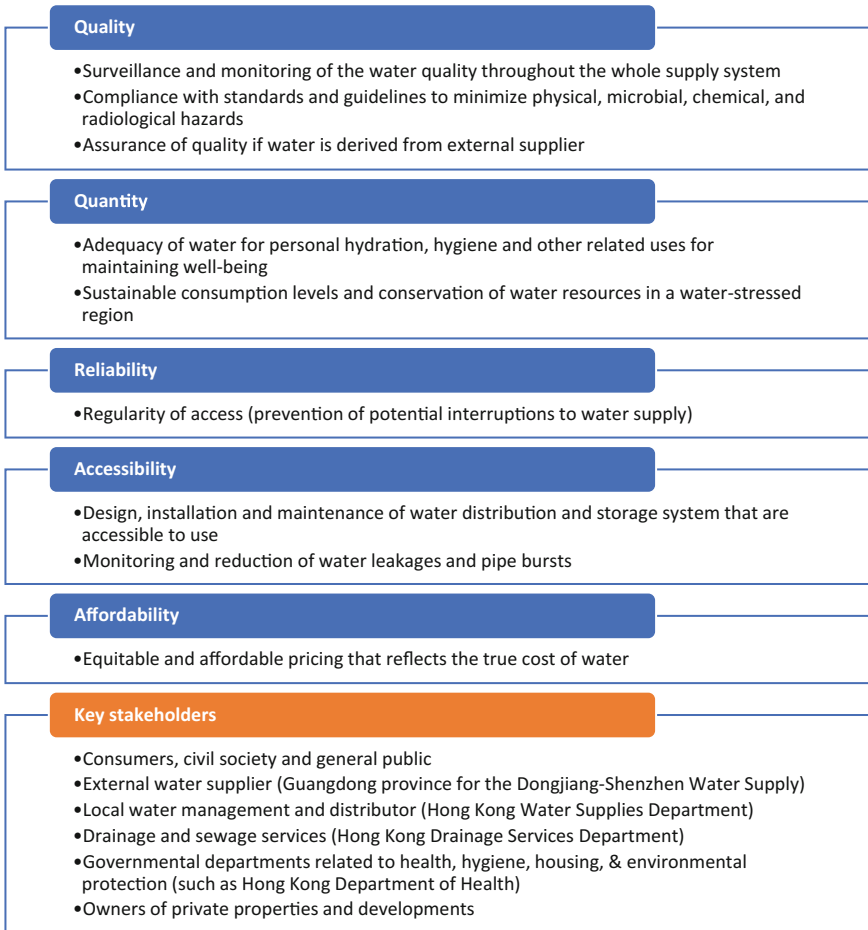 Quality
•Surveillance and monitoring of the water quality throughout the whole supply system
•Compliance with standards and guidelines to minimize physical, microbial, chemical, and
radiological hazards
•Assurance of quality if water is derived from external supplier
Quantity
•Adequacy of water for personal hydration, hygiene and other related uses for
maintaining well-being
•Sustainable consumption levels and conservation of water resources in a water-stressed
region
Reliability
•Regularity of access (prevention of potential interruptions to water supply)
Accessibility
•Design, installation and maintenance of water distribution and storage system that are
accessible to use
•Monitoring and reduction of water leakages and pipe bursts
Affordability
•Equitable and affordable pricing that reflects the true cost of water
Key stakeholders
•Consumers, civil society and general public
•External water supplier (Guangdong province for the Dongjiang-Shenzhen Water Supply)
•Local water management and distributor (Hong Kong Water Supplies Department)
•Drainage and sewage services (Hong Kong Drainage Services Department)
•Governmental departments related to health, hygiene, housing, & environmental
protection (such as Hong Kong Department of Health)
•Owners of private properties and developments